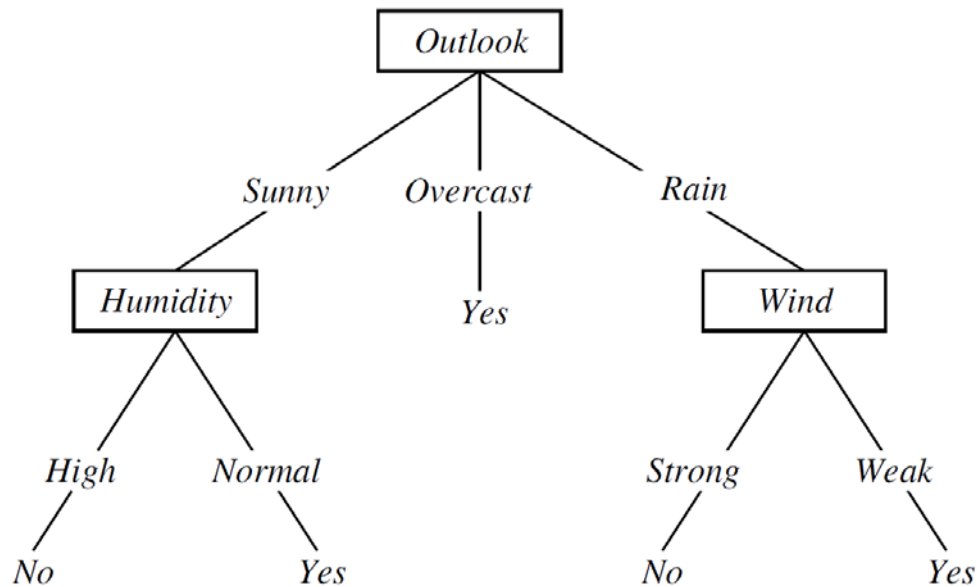 Outlook
Sunny Overcast Rain
Humidity Yes Wind
High Normal Strong Weak
No Yes No Yes